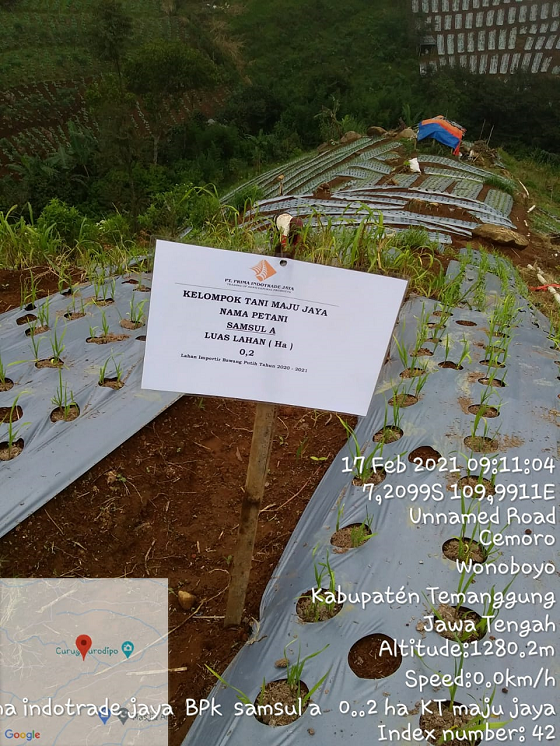 PT. PRIMA INDOTRADE JAYA
KELOMPOK TANI MAJU JAYA
NAMA PETANI
SAMSUL A
LUAS LAHAN ( Ha )
0,2
Lahan Importir Bawang Putih Tahun 2020 - 2021
17 Feb 2021 09:11:04
7,2099S 109,9911E
Unnamed Road
Cemoro
Wonoboyo
Kabupatén Temanggung
Jawa Tengah
Altitude:1280.2m
Speed:0.0km/h
indotrade jaya BPk samsul a 0..2 ha KT maju jaya
Index number: 42
Google